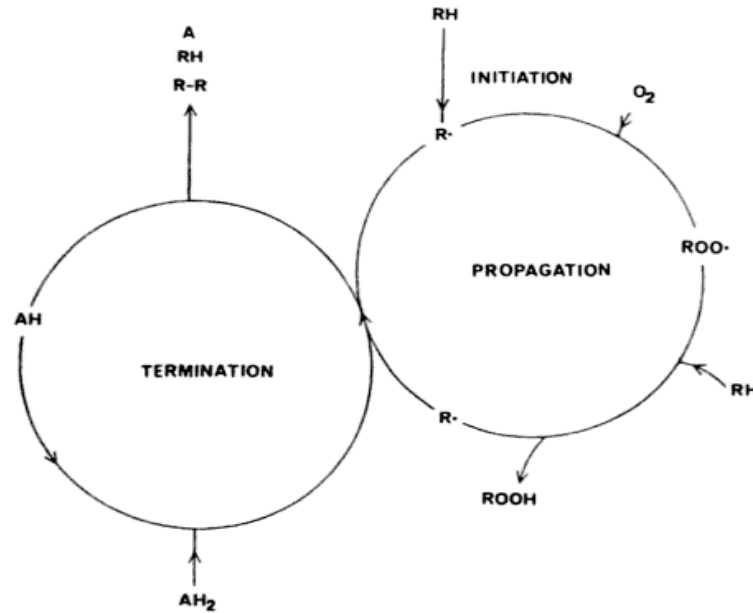 A
RH
R-R
RH
INITIATION
O2
R·
ROO·
PROPAGATION
AH
TERMINATION
RH
R·
ROOH
AH2